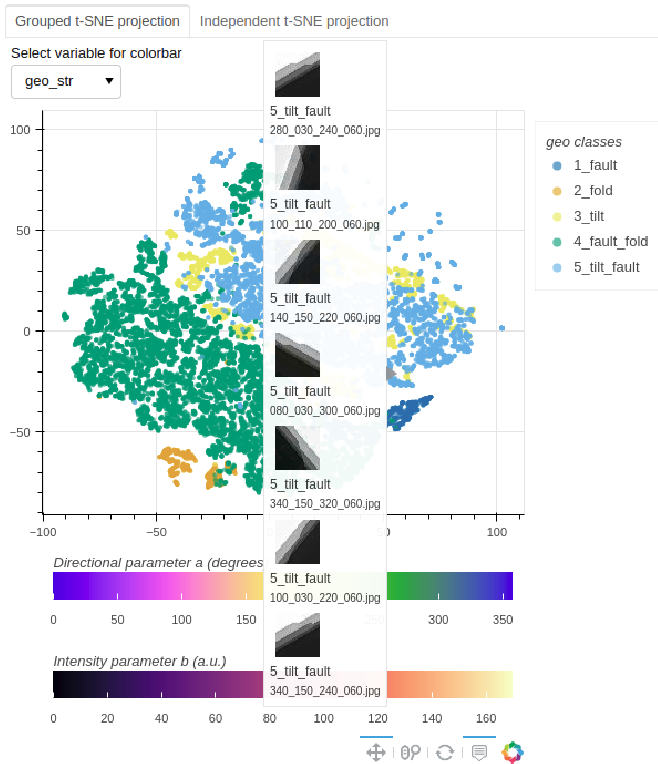 Grouped t-SNE projection
Independent t-SNE projection
Select variable for colorbar
geo_str
100
50
0
−50
−100
−50
0
100
geo classes
1_fault
2_fold
3_tilt
4_fault_fold
5_tilt_fault
5_tilt_fault
280_030_240_060.jpg
5_tilt_fault
100_110_200_060.jpg
5_tilt_fault
140_150_220_060.jpg
5_tilt_fault
080_030_300_060.jpg
5_tilt_fault
340_150_320_060.jpg
5_tilt_fault
100_030_220_060.jpg
5_tilt_fault
340_150_240_060.jpg
Directional parameter a (degrees
0
50
100
150
250
300
350
Intensity parameter b (a.u.)
0
20
40
60
80
100
120
140
160